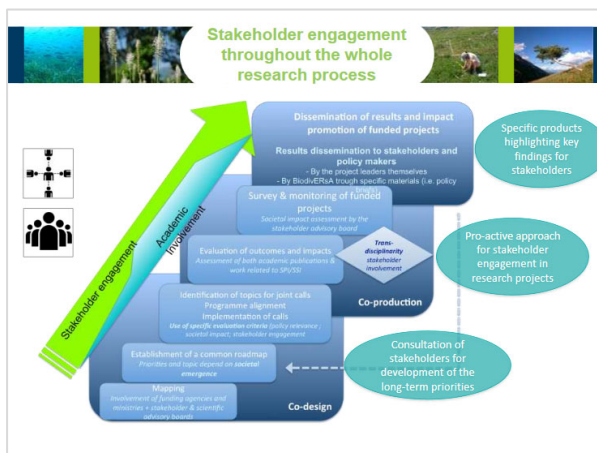 Stakeholder engagement
throughout the whole
research process
Dissemination of results and impact
promotion of funded projects
Results dissemination to stakeholders and
policy makers
- By the project leaders themselves
- By BiodivERsA trough specific materials (i.e. policy
Survey & monitoring of funded
projects
Societal impact assessment by the
stakeholder advisory board
Evaluation of outcomes and impacts
Assessment of both academic publications &
work related to SPI/SSI
Trans-
disciplinarity
stakeholder
involvement
Co-production
Identification of topics for joint calls
Programme alignment
Implementation of calls
Use of specific evaluation criteria (policy relevance ;
societal impact; stakeholder engagement)
Establishment of a common roadmap
Priorities and topic depend on societal
emergence
Mapping
Involvement of funding agencies and
ministries + stakeholder & scientific
advisory boards
Co-design
Stakeholder engagement
Academic
Involvement
Specific products
highlighting key
findings for
stakeholders
Pro-active approach
for stakeholder
engagement in
research projects
Consultation of
stakeholders for
development of the
long-term priorities